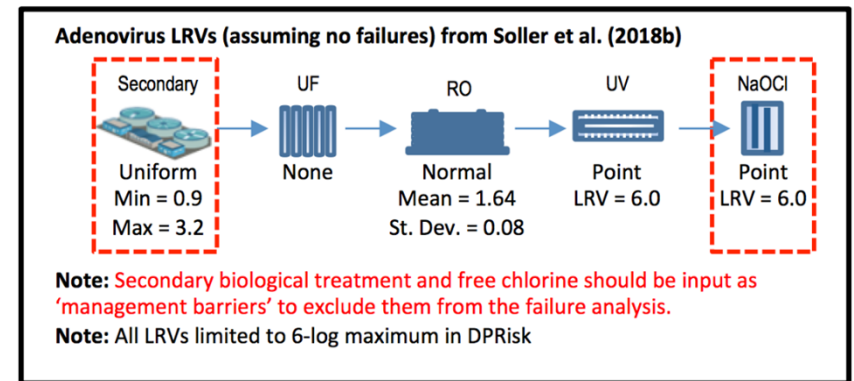 Adenovirus LRVs (assuming no failures) from Soller et al. (2018b)
Secondary UF RO UV NaOCl
Uniform None Normal Point Point
Min = 0.9 Mean = 1.64 LRV = 6.0 LRV = 6.0
Max = 3.2 St. Dev. = 0.08
Note: Secondary biological treatment and free chlorine should be input as
‘management barriers’ to exclude them from the failure analysis.
Note: All LRVs limited to 6-log maximum in DPRisk